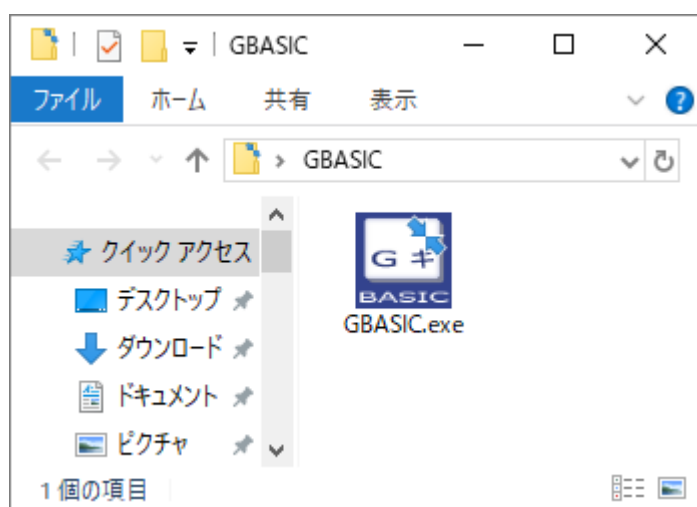 GBASIC
ファイル ホーム 共有 表示
GBASIC
クイック アクセス
デスクトップ
ダウンロード
ドキュメント
ピクチャ
G ギ
BASIC
GBASIC.exe
1 個の項目